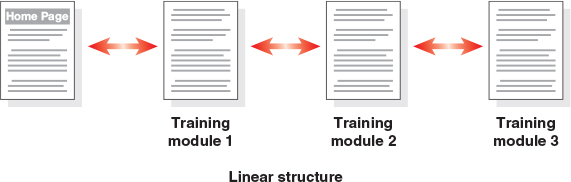 Home Page
Training
module 1
Training
module 2
Training
module 3
Linear structure